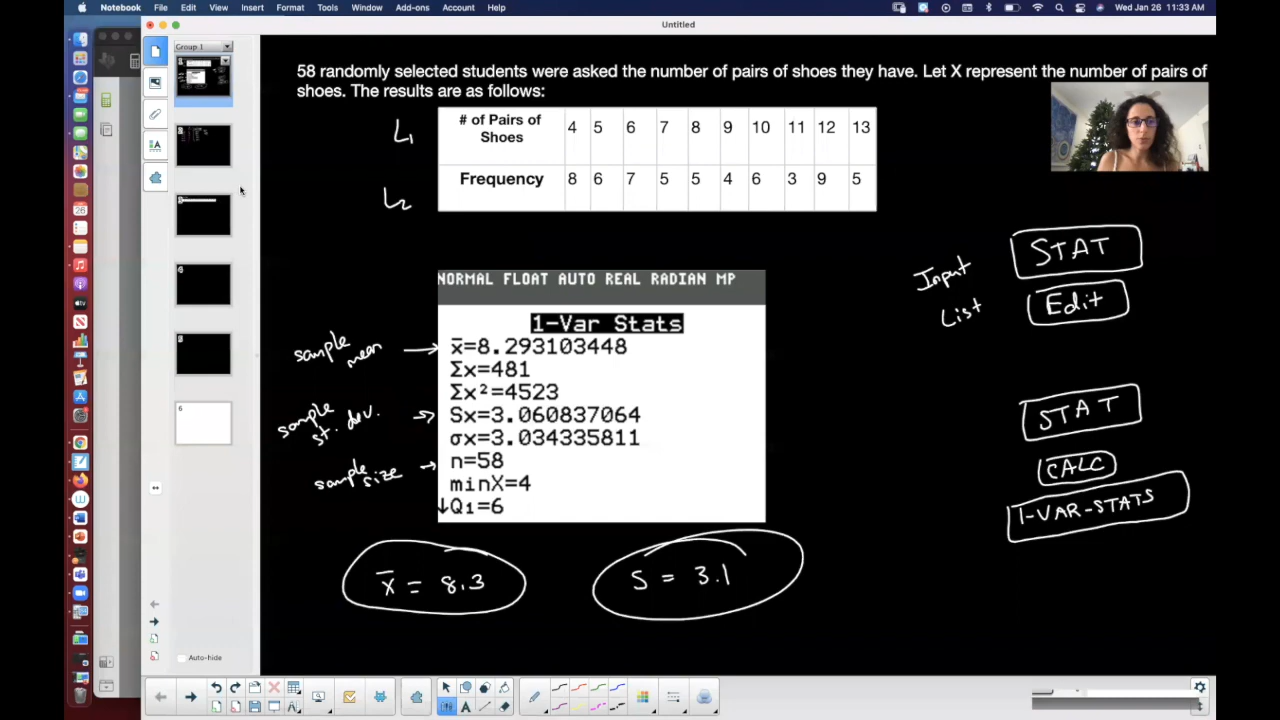 Notebook File Edit View Insert Format Tools Window Add-ons Account Help Wed Jan 26 11:33 AM
Untitled
Group 1
58 randomly selected students were asked the number of pairs of shoes they have. Let X represent the number of pairs of
shoes. The results are as follows:
L1
# of Pairs of
Shoes
4 5 6 7 8 9 10 11 12 13
L2
Frequency
8 6 7 5 5 4 6 3 9 5
Input
List
STAT
Edit
NORMAL FLOAT AUTO REAL RADIAN MP
1-Var Stats
sample
mean
x̄=8.293103448
Σx=481
Σx²=4523
sample
st. dev.
Sx=3.060837064
σx=3.034335811
sample
size
n=58
minX=4
↓Q1=6
STAT
CALC
1-VAR-STATS
x̄ = 8.3
S = 3.1
6
Auto-hide